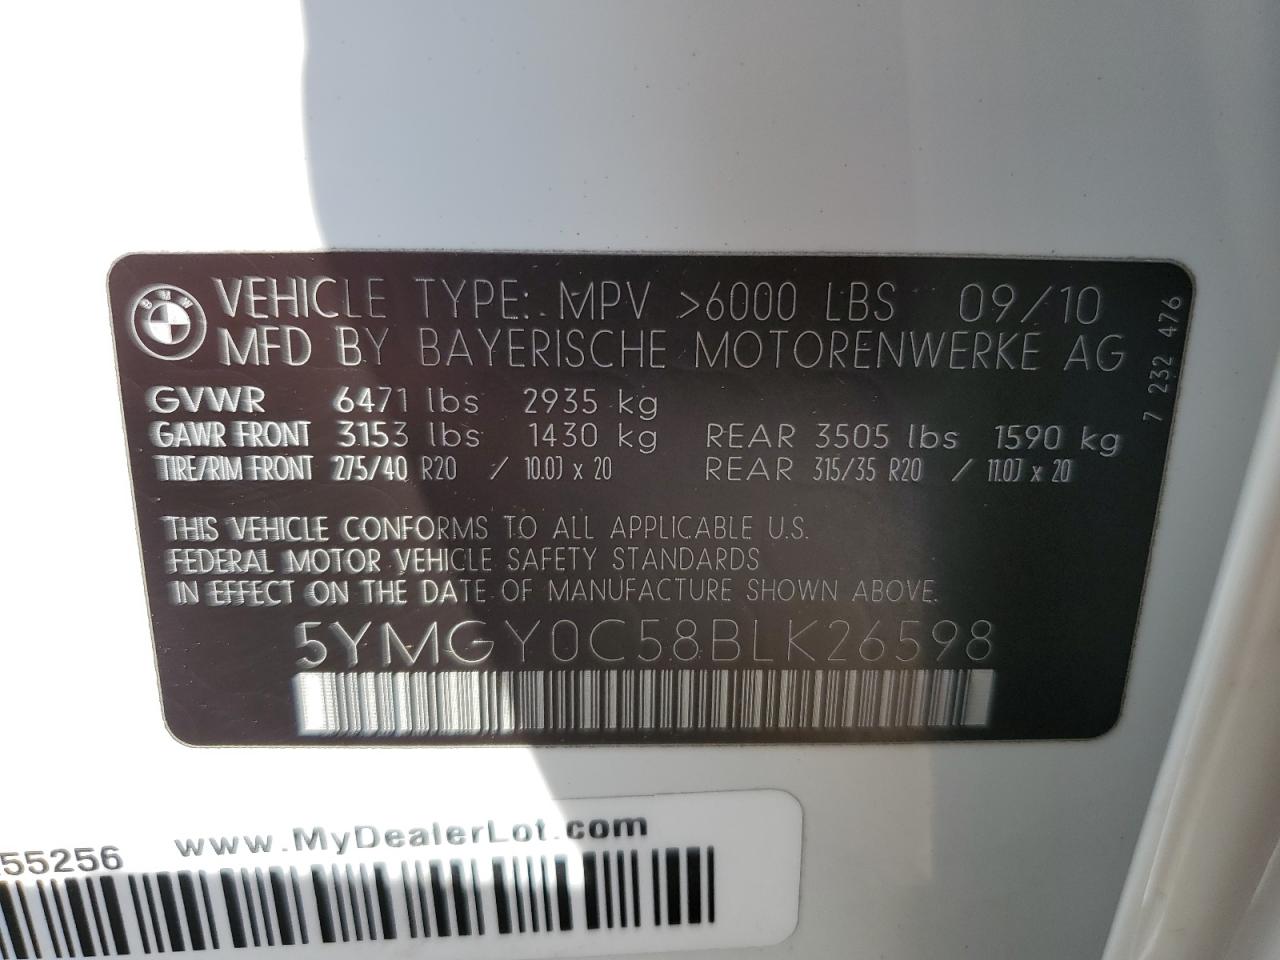 BMW
VEHICLE TYPE: MPV >6000 LBS 09/10
MFD BY BAYERISCHE MOTORENWERKE AG
GVWR 6471 lbs 2935 kg
GAWR FRONT 3153 lbs 1430 kg REAR 3505 lbs 1590 kg
TIRE/RIM FRONT 275/40 R20 / 10.0J x 20 REAR 315/35 R20 / 11.0J x 20
7 232 476
THIS VEHICLE CONFORMS TO ALL APPLICABLE U.S.
FEDERAL MOTOR VEHICLE SAFETY STANDARDS
IN EFFECT ON THE DATE OF MANUFACTURE SHOWN ABOVE.
5YMGY0C58BLK26598
55256 www.MyDealerLot.com